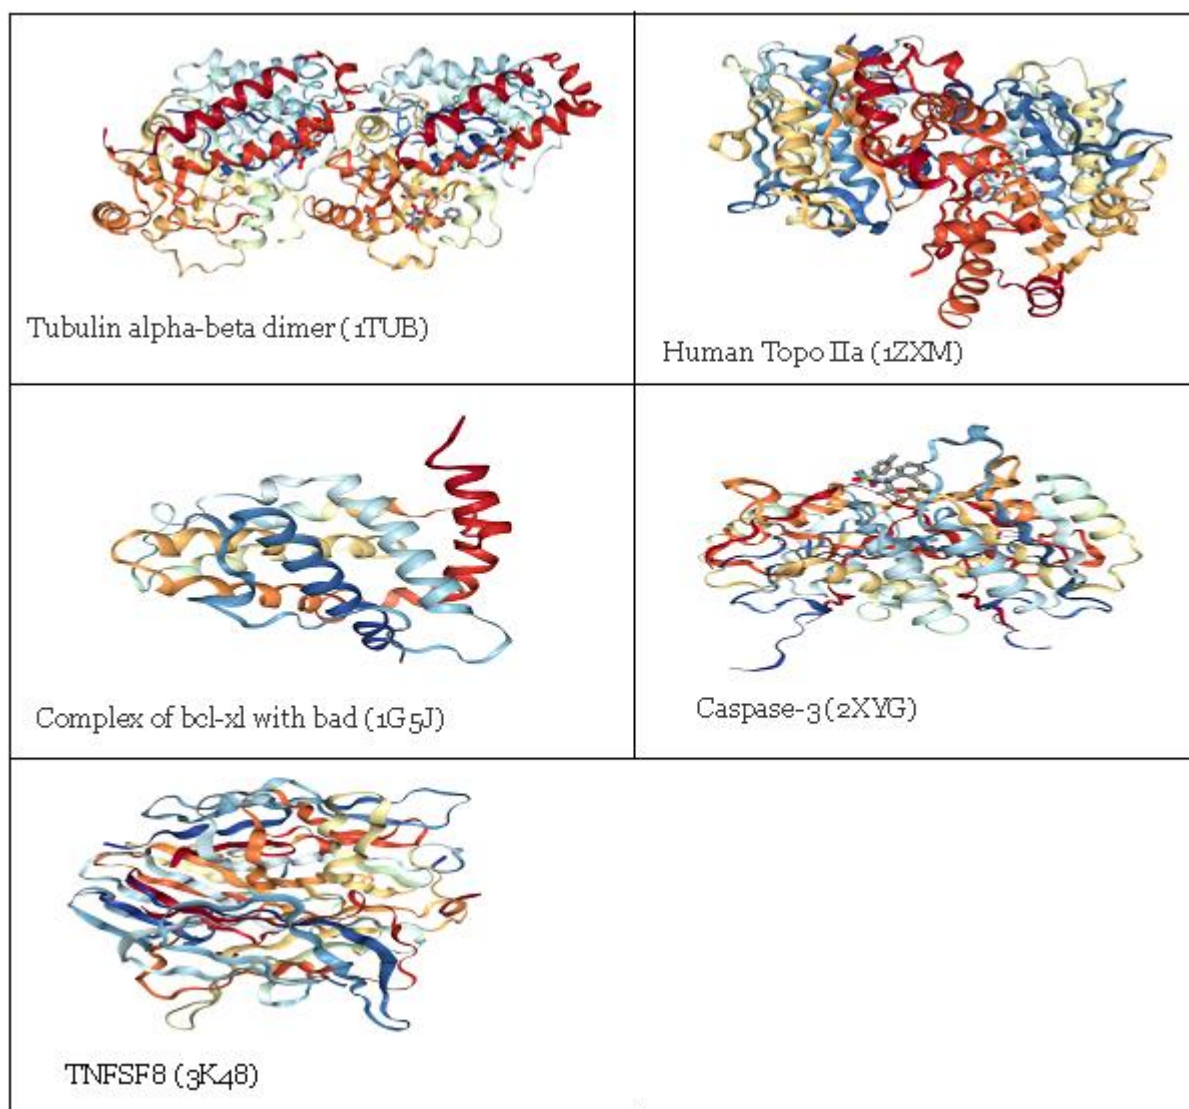 Tubulin alpha-beta dimer (1TUB)
Human Topo IIa (1ZXM)
Complex of bcl-xl with bad (1G5J)
Caspase-3 (2XYG)
TNFSF8 (3K48)